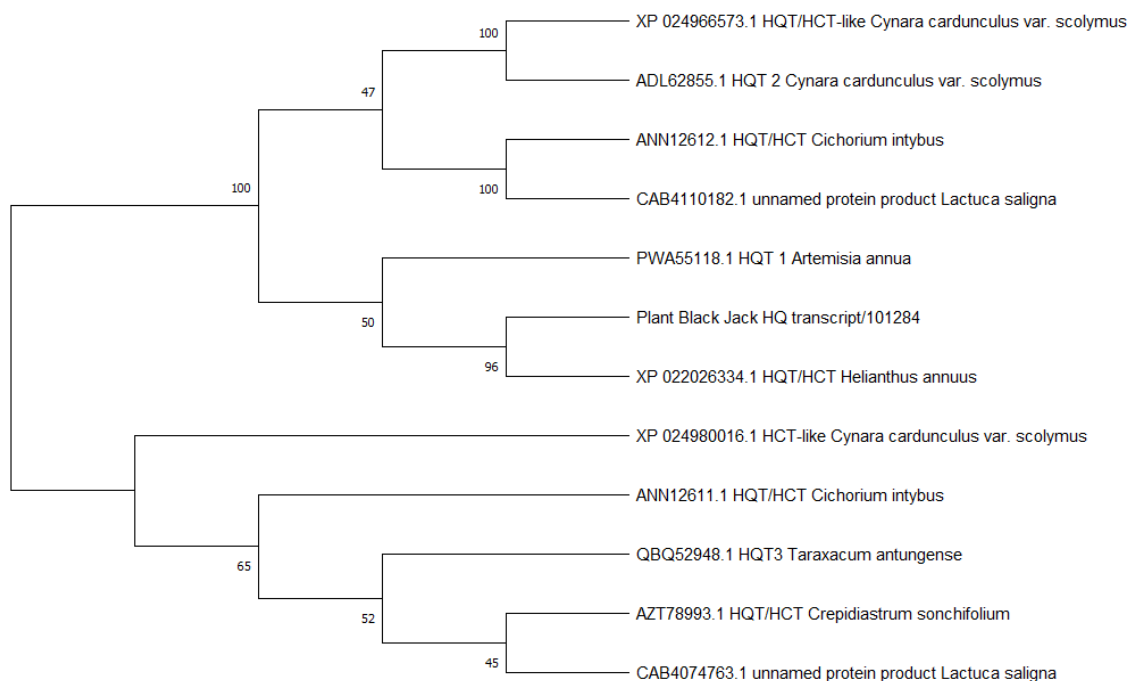 XP 024966573.1 HQT/HCT-like Cynara cardunculus var. scolymus
100
ADL62855.1 HQT 2 Cynara cardunculus var. scolymus
47
ANN12612.1 HQT/HCT Cichorium intybus
100
100
CAB4110182.1 unnamed protein product Lactuca saligna
PWA55118.1 HQT 1 Artemisia annua
Plant Black Jack HQ transcript/101284
50
96
XP 022026334.1 HQT/HCT Helianthus annuus
XP 024980016.1 HCT-like Cynara cardunculus var. scolymus
ANN12611.1 HQT/HCT Cichorium intybus
QBQ52948.1 HQT3 Taraxacum antungense
65
AZT78993.1 HQT/HCT Crepidiastrum sonchifolium
52
45
CAB4074763.1 unnamed protein product Lactuca saligna